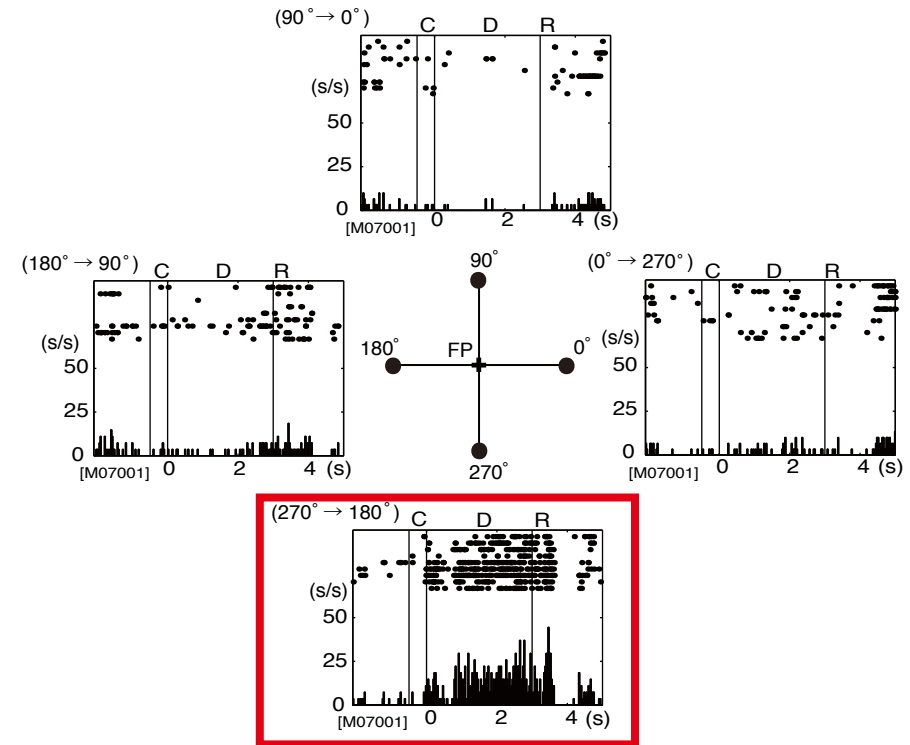 (90°→ 0°)
C D R
(s/s)
50
25
0
0 2 4 (s)
[M07001]
(180°→ 90°)
C D R
(s/s)
50
25
0
0 2 4 (s)
[M07001]
90°
180° FP 0°
270°
(0°→ 270°)
C D R
(s/s)
50
25
0
0 2 4 (s)
[M07001]
(270°→ 180°)
C D R
(s/s)
50
25
0
0 2 4 (s)
[M07001]